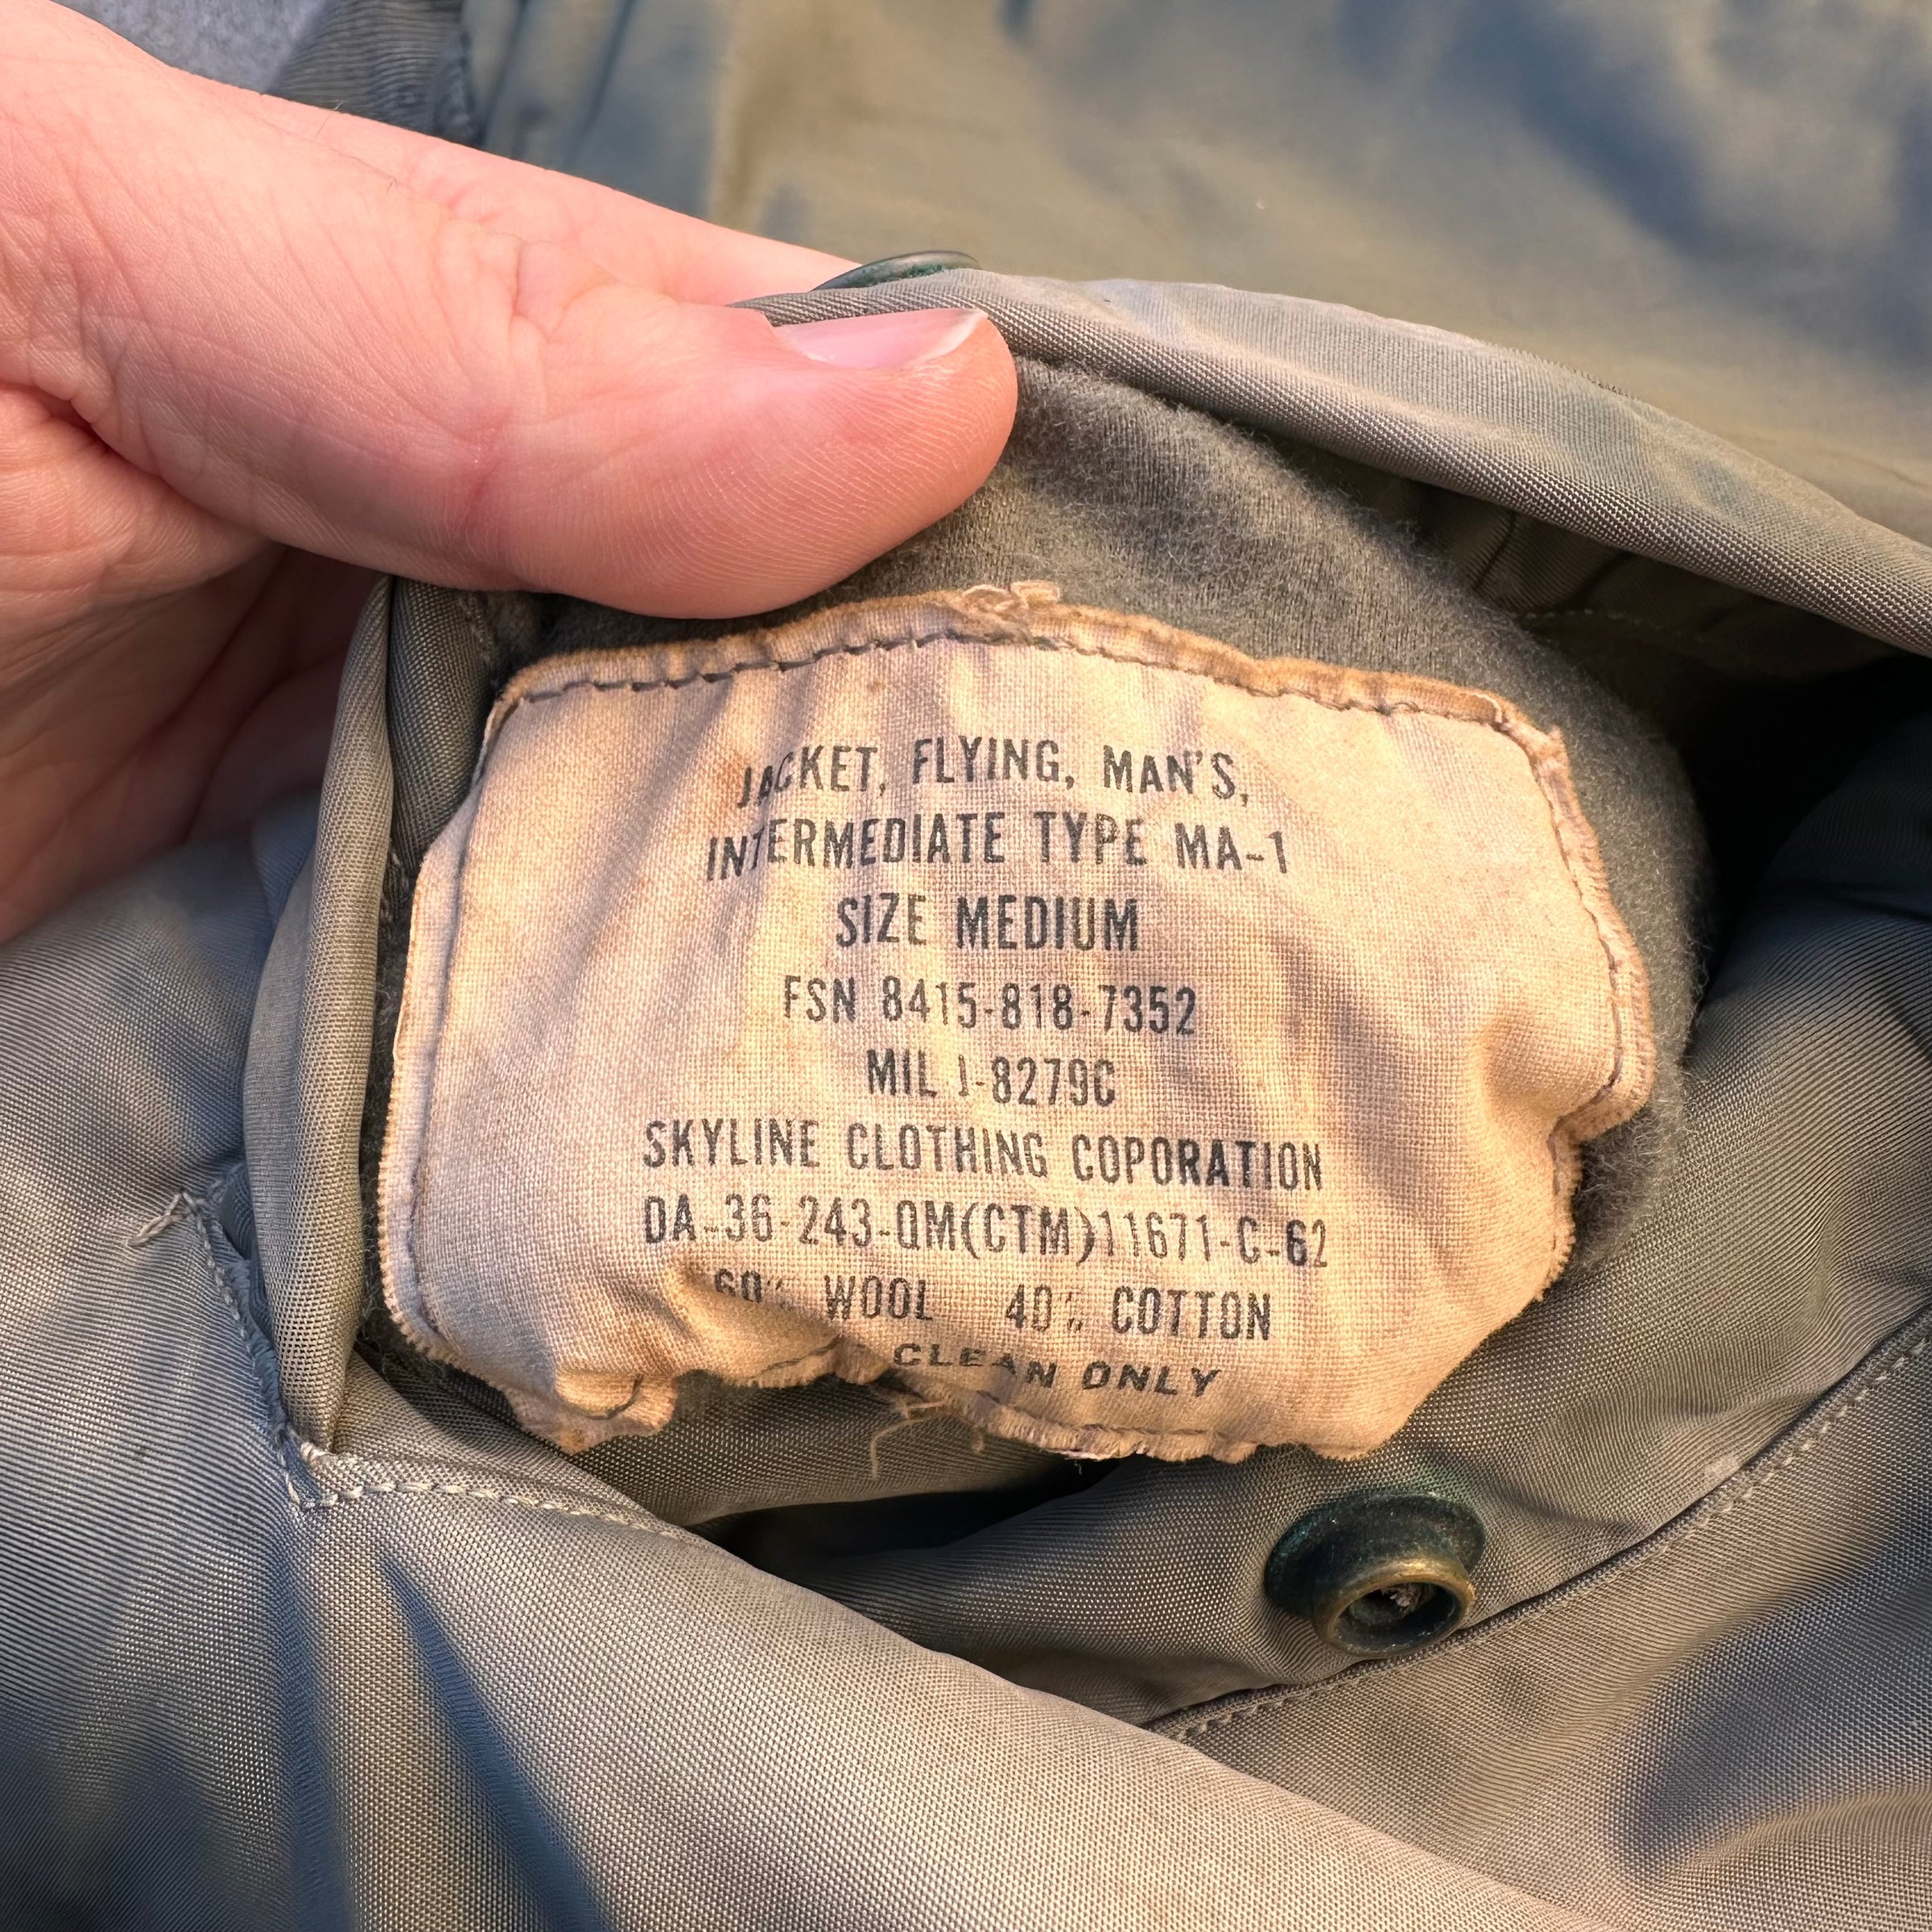 JACKET, FLYING, MAN'S,
INTERMEDIATE TYPE MA-1
SIZE MEDIUM
FSN 8415-818-7352
MIL J-8279C
SKYLINE CLOTHING COPORATION
DA-36-243-QM(CTM)11671-C-62
60% WOOL 40% COTTON
CLEAN ONLY